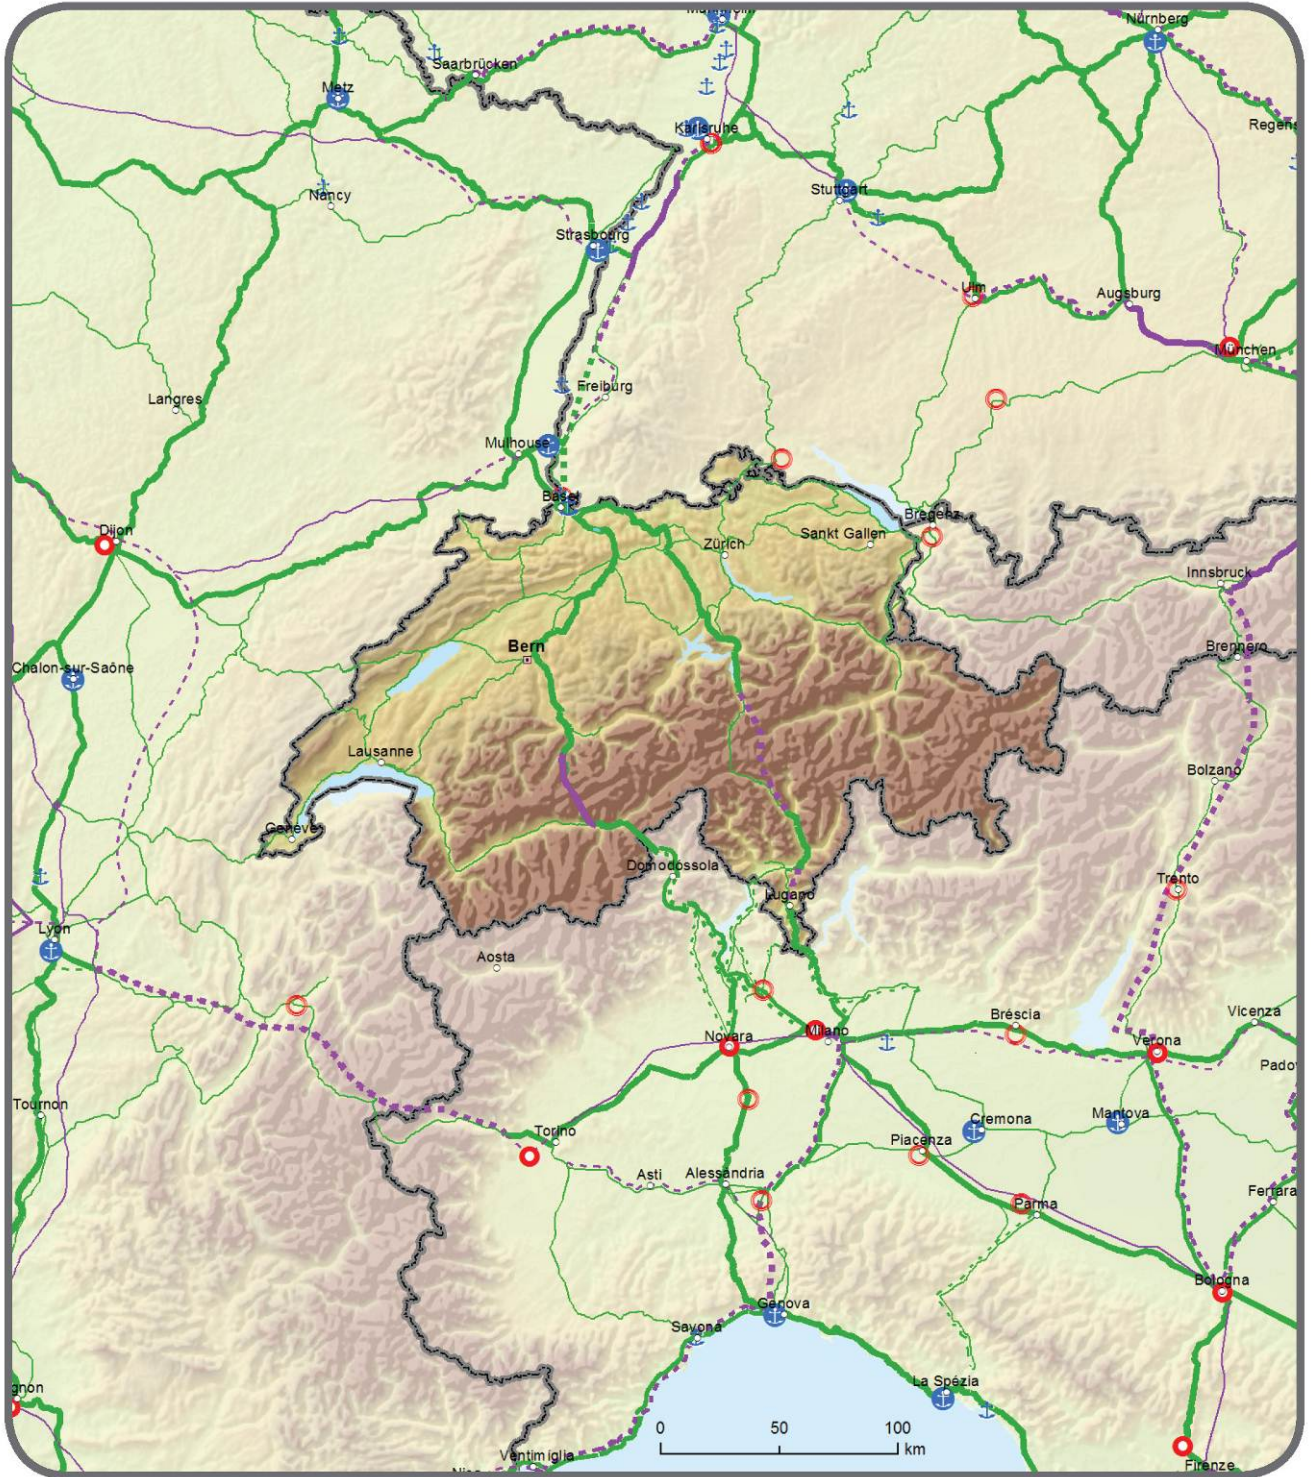 Mannheim
Nürnberg
Saarbrücken
Metz
Karlsruhe
Regens
Stuttgart
Nancy
Strasbourg
Ulm
Augsburg
München
Freiburg
Langres
Mulhouse
Basel
Bregenz
Dijon
Zürich
Sankt Gallen
Innsbruck
Bern
Brennero
Chalon-sur-Saône
Lausanne
Bolzano
Genève
Domodossola
Trento
Lugano
Lyon
Aosta
Vicenza
Brescia
Novara
Milano
Verona
Pado
Tournon
Cremona
Mantova
Torino
Piacenza
Asti
Alessandria
Ferrara
Parma
Bologna
Genova
Savona
gnon
La Spezia
0 50 100
km
Ventimiglia
Firenze